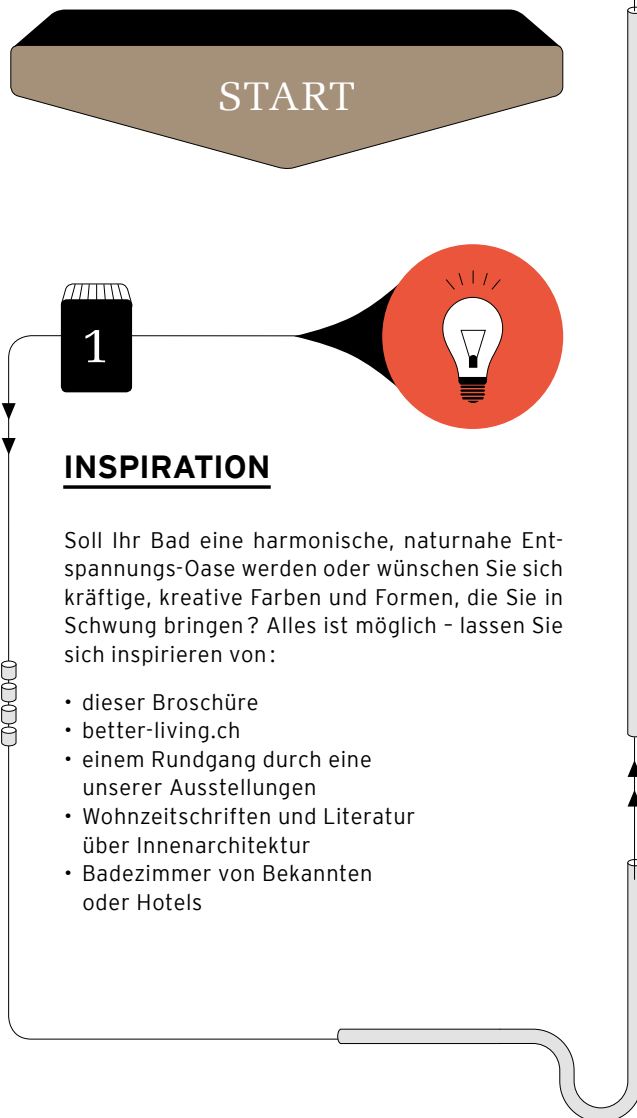 START
1
INSPIRATION
Soll Ihr Bad eine harmonische, naturnahe Ent-
spannungs-Oase werden oder wünschen Sie sich
kräftige, kreative Farben und Formen, die Sie in
Schwung bringen? Alles ist möglich – lassen Sie
sich inspirieren von:
• dieser Broschüre
• better-living.ch
• einem Rundgang durch eine
unserer Ausstellungen
• Wohnzeitschriften und Literatur
über Innenarchitektur
• Badezimmer von Bekannten
oder Hotels